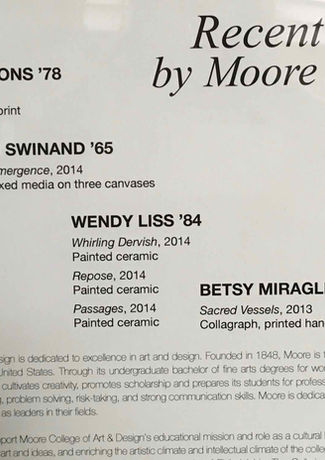 Recent
by Moore
ONS ’78
print
SWINAND ’65
mergence, 2014
xed media on three canvases
WENDY LISS ’84
Whirling Dervish, 2014
Painted ceramic
Repose, 2014
Painted ceramic
Passages, 2014
Painted ceramic
BETSY MIRAGL
Sacred Vessels, 2013
Collagraph, printed han
sign is dedicated to excellence in art and design. Founded in 1848, Moore is t
United States. Through its undergraduate bachelor of fine arts degrees for wo
cultivates creativity, promotes scholarship and prepares its students for profess
, problem solving, risk-taking, and strong communication skills. Moore is dedica
as leaders in their fields.
pport Moore College of Art & Design’s educational mission and role as a cultural
art and ideas, and enriching the artistic climate and intellectual climate of the colleg